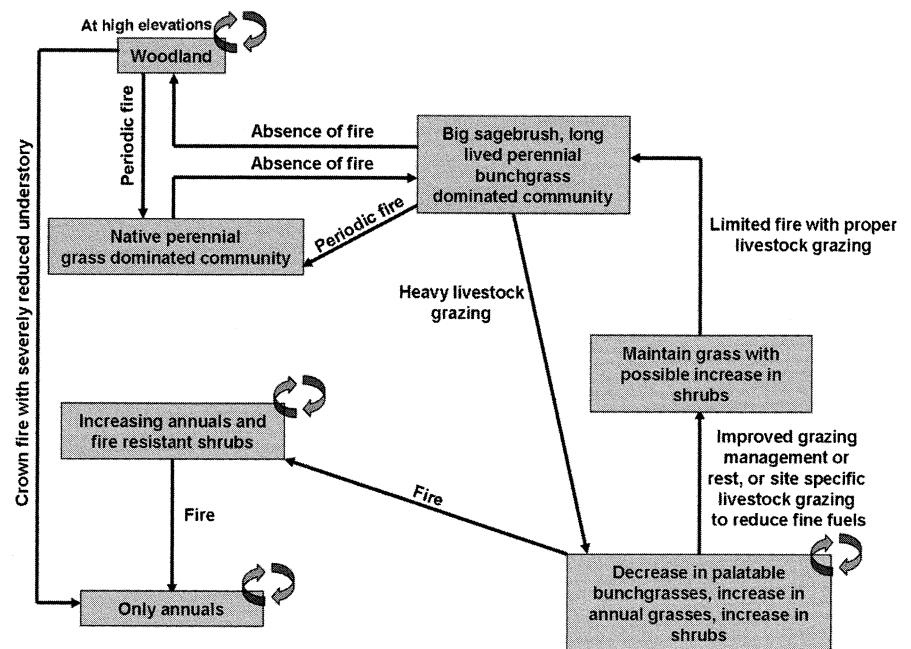 At high elevations
Woodland
Crown fire with severely reduced understory
Periodic fire
Absence of fire
Absence of fire
Big sagebrush, long
lived perennial
bunchgrass
dominated community
Periodic fire
Native perennial
grass dominated community
Limited fire with proper
livestock grazing
Heavy livestock
grazing
Maintain grass with
possible increase in
shrubs
Increasing annuals and
fire resistant shrubs
Improved grazing
management or
rest, or site specific
livestock grazing
to reduce fine fuels
Fire
Fire
Only annuals
Decrease in palatable
bunchgrasses, increase in
annual grasses, increase in
shrubs